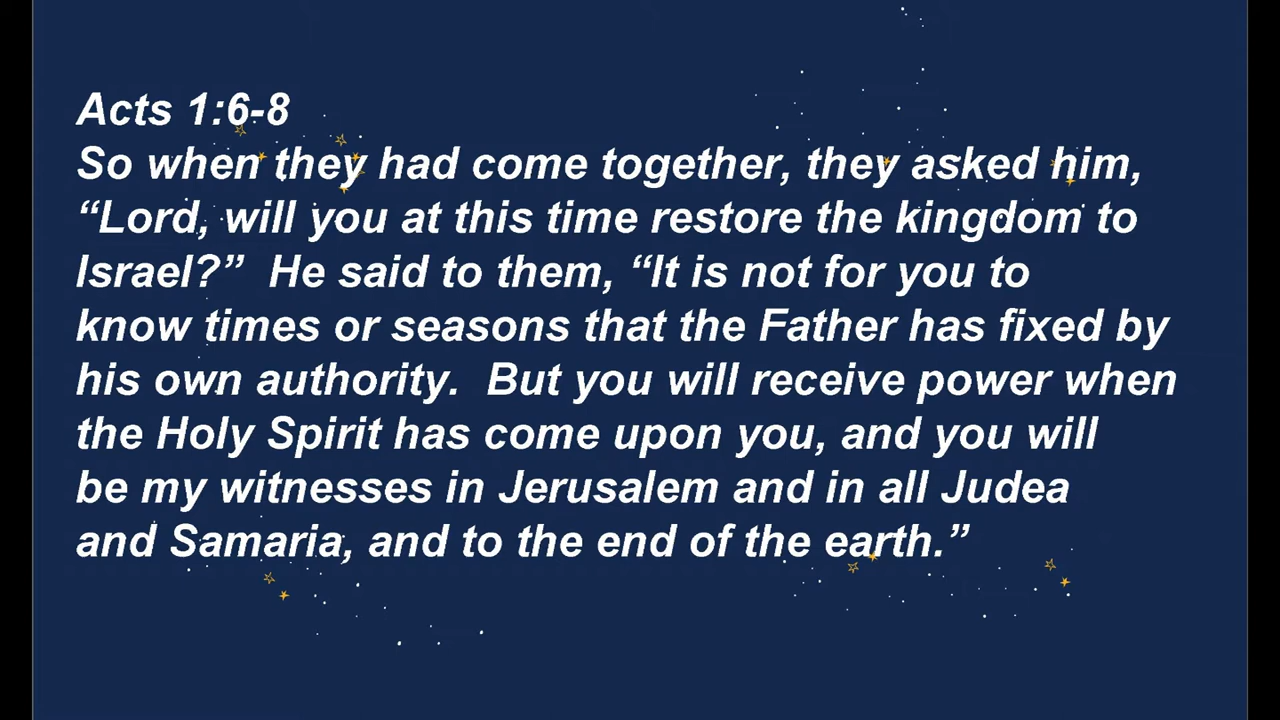 Acts 1:6-8
So when they had come together, they asked him,
“Lord, will you at this time restore the kingdom to
Israel?”  He said to them, “It is not for you to
know times or seasons that the Father has fixed by
his own authority.  But you will receive power when
the Holy Spirit has come upon you, and you will
be my witnesses in Jerusalem and in all Judea
and Samaria, and to the end of the earth.”